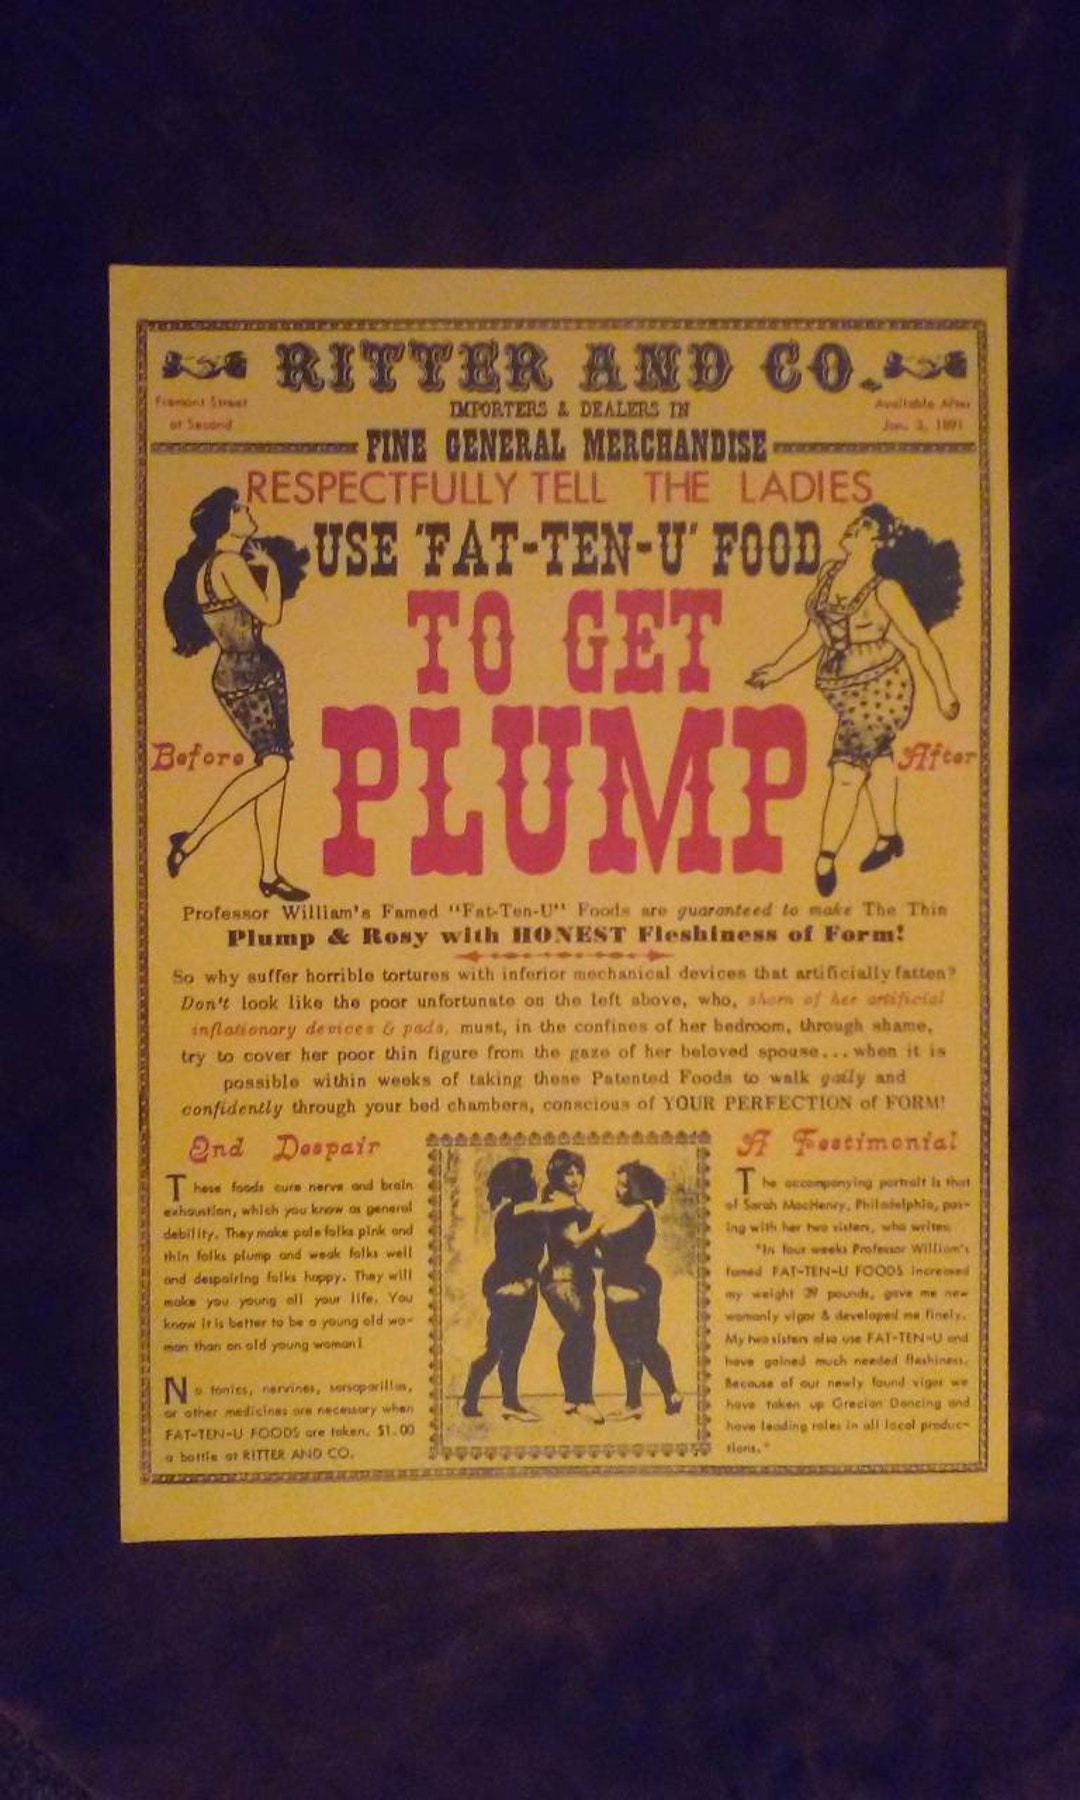 RITTER AND CO.
Fremont Street
at Second
IMPORTERS & DEALERS IN
Available After
Jan. 3, 1891
FINE GENERAL MERCHANDISE
RESPECTFULLY TELL THE LADIES
USE 'FAT-TEN-U' FOOD
TO GET
PLUMP
Before
After
Professor William's Famed "Fat-Ten-U" Foods are guaranteed to make The Thin
Plump & Rosy with HONEST Fleshiness of Form!
So why suffer horrible tortures with inferior mechanical devices that artificially fatten?
Don't look like the poor unfortunate on the left above, who, shorn of her artificial
inflationary devices & pads, must, in the confines of her bedroom, through shame,
try to cover her poor thin figure from the gaze of her beloved spouse...when it is
possible within weeks of taking these Patented Foods to walk gaily and
confidently through your bed chambers, conscious of YOUR PERFECTION of FORM!
End Despair
These foods cure nerve and brain
exhaustion, which you know as general
debility. They make pale folks pink and
thin folks plump and weak folks well
and despairing folks happy. They will
make you young all your life. You
know it is better to be a young old wo-
man than an old young woman!
No tonics, nervines, sarsaparillas,
or other medicines are necessary when
FAT-TEN-U FOODS are taken. $1.00
a bottle at RITTER AND CO.
A Testimonial
The accompanying portrait is that
of Sarah MacHenry, Philadelphia, pos-
ing with her two sisters, who writes:
"In four weeks Professor William's
famed FAT-TEN-U FOODS increased
my weight 39 pounds, gave me new
womanly vigor & developed me finely.
My two sisters also use FAT-TEN-U and
have gained much needed fleshiness.
Because of our newly found vigor we
have taken up Grecian Dancing and
have leading roles in all local produc-
tions."